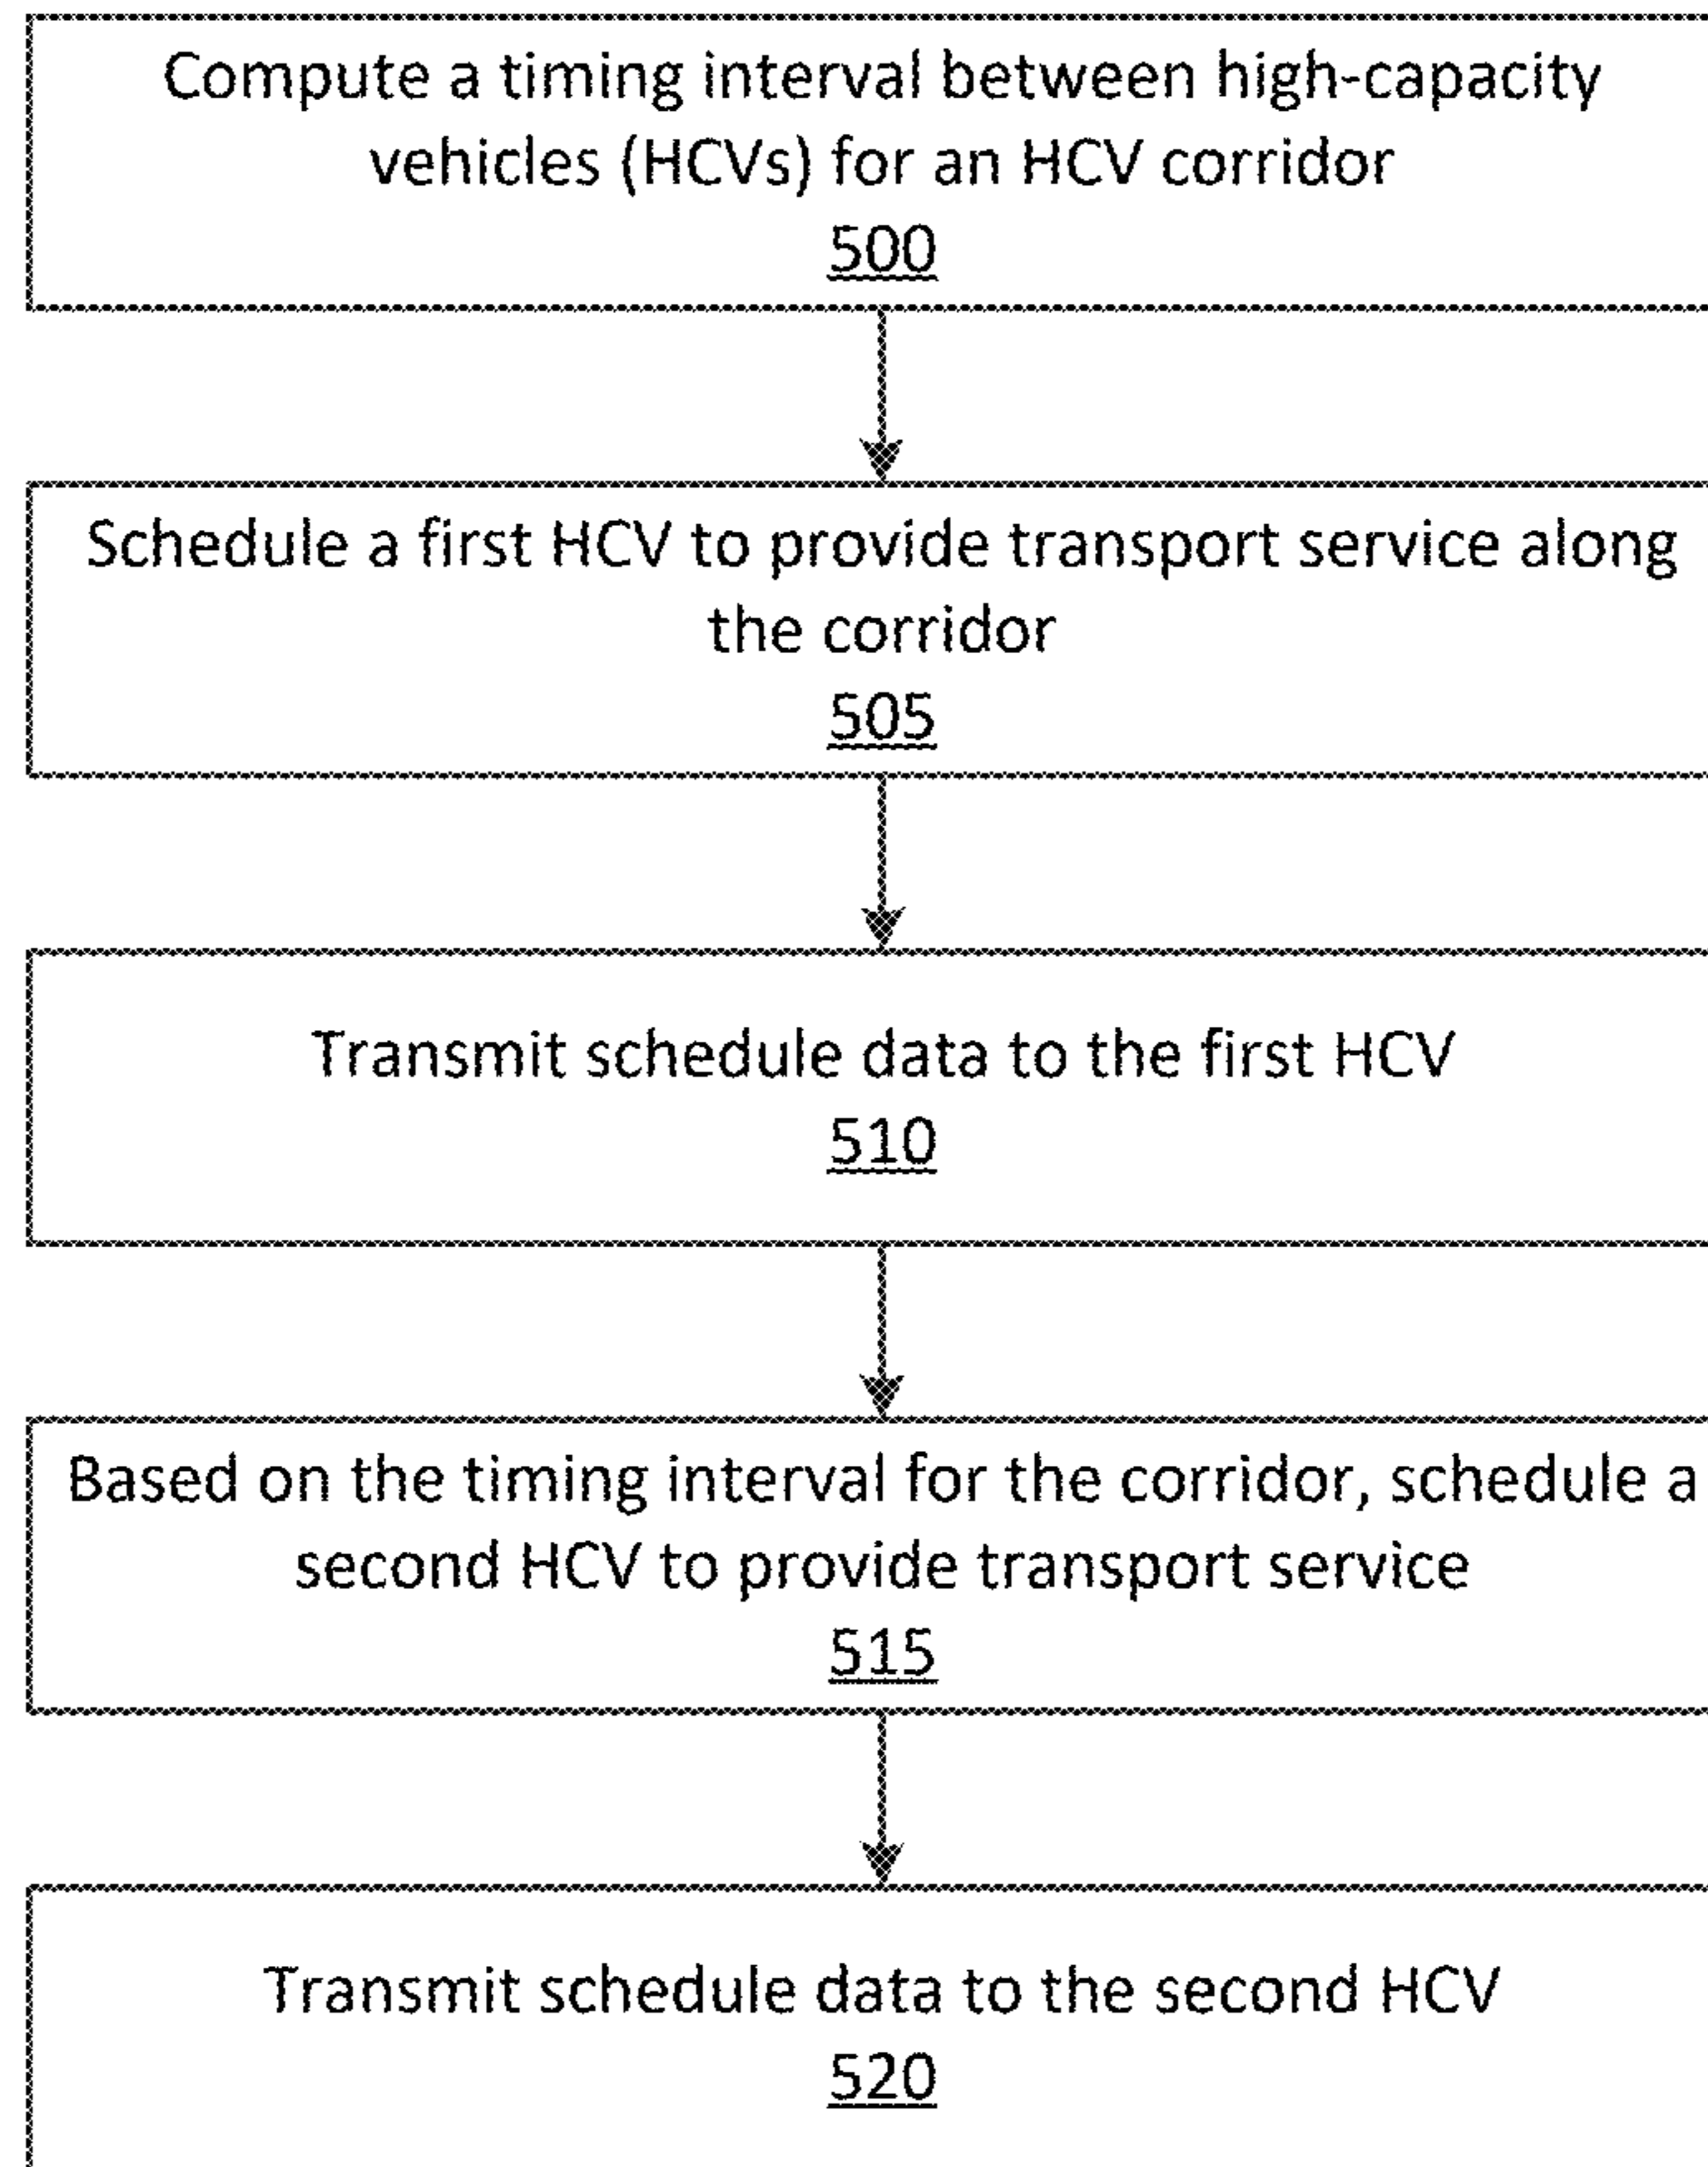 Compute a timing interval between high-capacity
vehicles (HCVs) for an HCV corridor
500
Schedule a first HCV to provide transport service along
the corridor
505
Transmit schedule data to the first HCV
510
Based on the timing interval for the corridor, schedule a
second HCV to provide transport service
515
Transmit schedule data to the second HCV
520